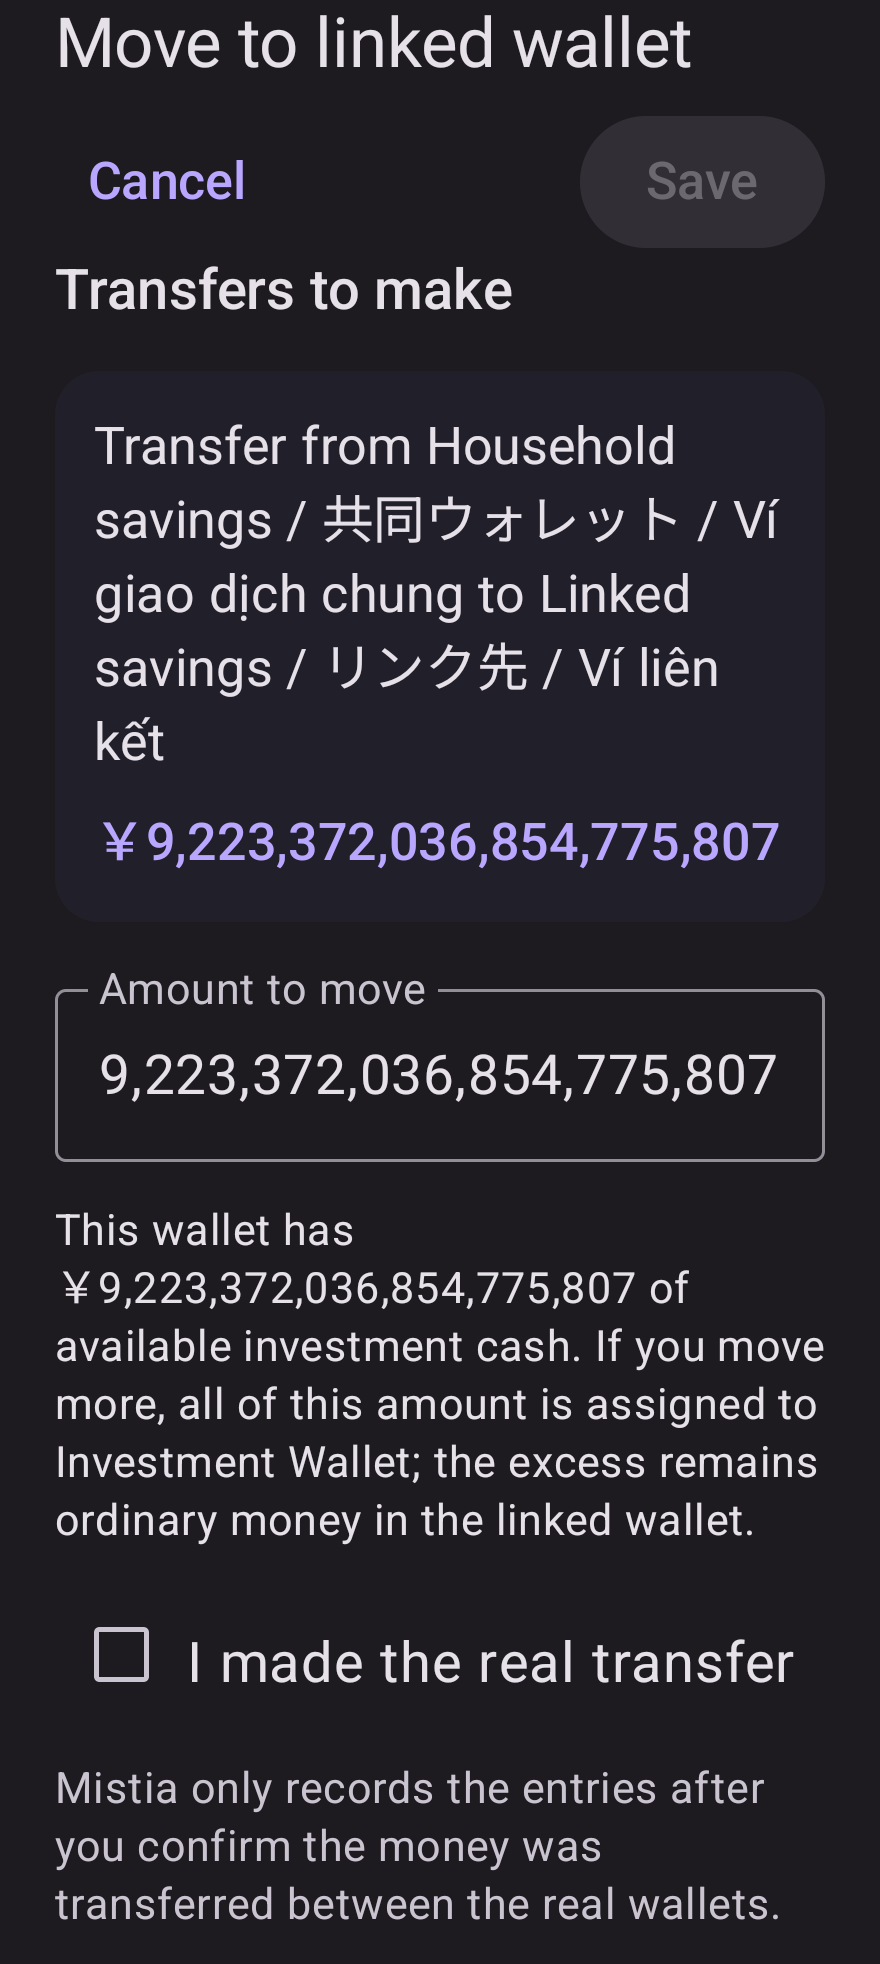 Move to linked wallet
Cancel
Save
Transfers to make
Transfer from Household
savings / 共同ウォレット / Ví
giao dịch chung to Linked
savings / リンク先 / Ví liên
kết
￥9,223,372,036,854,775,807
Amount to move
9,223,372,036,854,775,807
This wallet has
￥9,223,372,036,854,775,807 of
available investment cash. If you move
more, all of this amount is assigned to
Investment Wallet; the excess remains
ordinary money in the linked wallet.
I made the real transfer
Mistia only records the entries after
you confirm the money was
transferred between the real wallets.